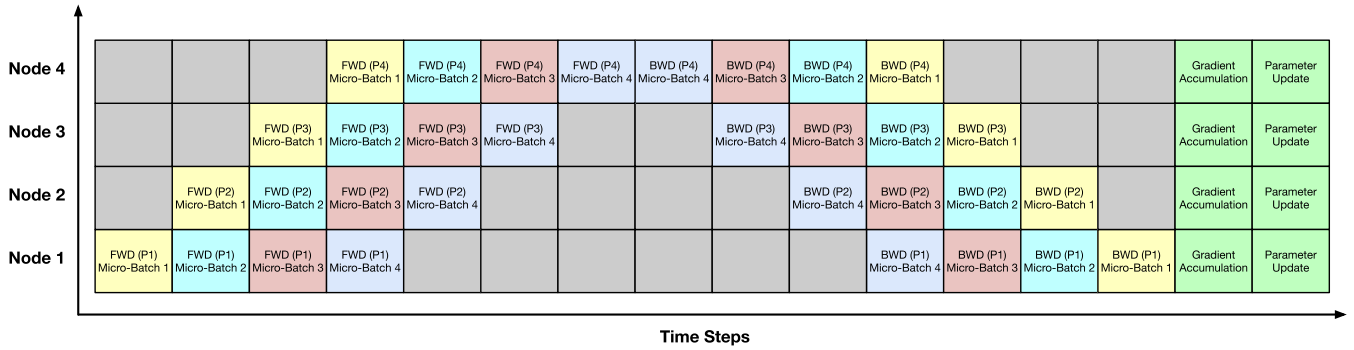 Node 4
FWD (P4)
Micro-Batch 1
FWD (P4)
Micro-Batch 2
FWD (P4)
Micro-Batch 3
FWD (P4)
Micro-Batch 4
BWD (P4)
Micro-Batch 4
BWD (P4)
Micro-Batch 3
BWD (P4)
Micro-Batch 2
BWD (P4)
Micro-Batch 1
Gradient
Accumulation
Parameter
Update
Node 3
FWD (P3)
Micro-Batch 1
FWD (P3)
Micro-Batch 2
FWD (P3)
Micro-Batch 3
FWD (P3)
Micro-Batch 4
BWD (P3)
Micro-Batch 4
BWD (P3)
Micro-Batch 3
BWD (P3)
Micro-Batch 2
BWD (P3)
Micro-Batch 1
Gradient
Accumulation
Parameter
Update
Node 2
FWD (P2)
Micro-Batch 1
FWD (P2)
Micro-Batch 2
FWD (P2)
Micro-Batch 3
FWD (P2)
Micro-Batch 4
BWD (P2)
Micro-Batch 4
BWD (P2)
Micro-Batch 3
BWD (P2)
Micro-Batch 2
BWD (P2)
Micro-Batch 1
Gradient
Accumulation
Parameter
Update
Node 1
FWD (P1)
Micro-Batch 1
FWD (P1)
Micro-Batch 2
FWD (P1)
Micro-Batch 3
FWD (P1)
Micro-Batch 4
BWD (P1)
Micro-Batch 4
BWD (P1)
Micro-Batch 3
BWD (P1)
Micro-Batch 2
BWD (P1)
Micro-Batch 1
Gradient
Accumulation
Parameter
Update
Time Steps